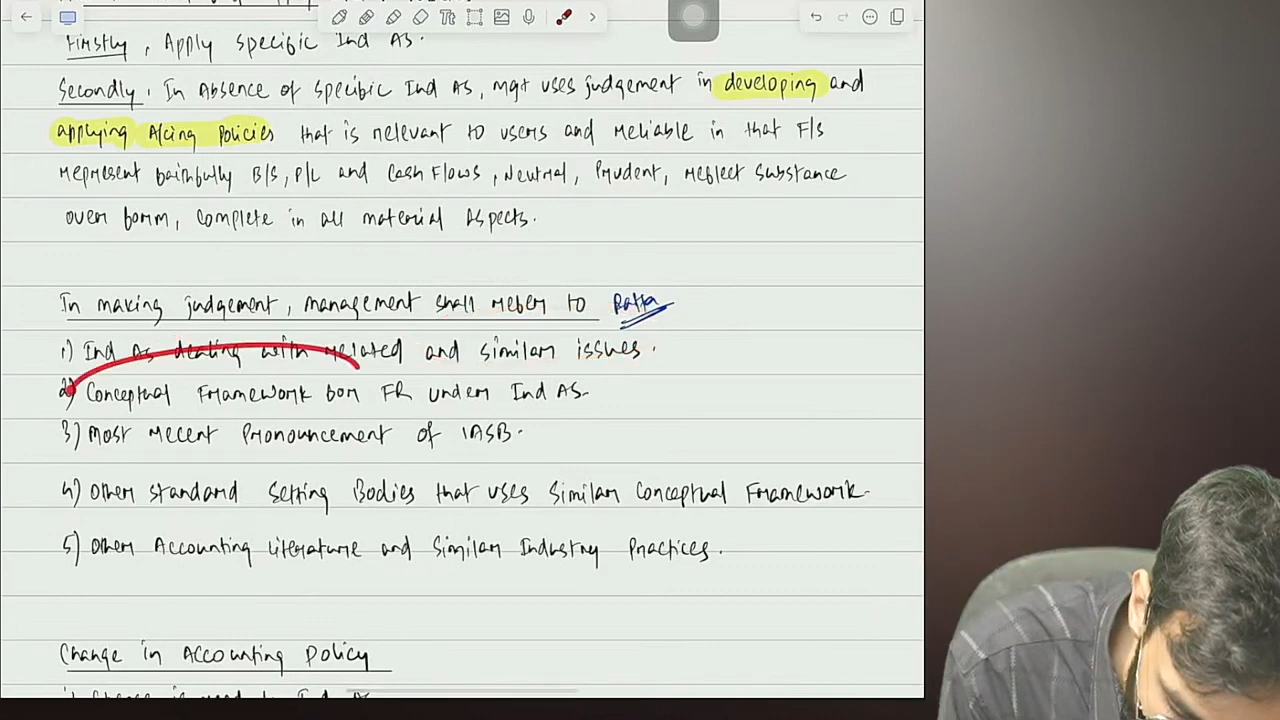 Firstly, Apply Specific Ind AS.
Secondly, In Absence of Specific Ind AS, mgt uses judgement in developing and
applying A/cing Policies that is relevant to users and reliable in that F/s
represent faithfully B/S, P/L and Cash Flows, Neutral, Prudent, reflect substance
over form, Complete in all material Aspects.
In making judgement, management shall refer to
1) Ind AS dealing with related and similar issues.
2) Conceptual Framework for FR under Ind AS.
3) Most recent Pronouncement of IASB.
4) Other Standard Setting Bodies that uses Similar Conceptual Framework.
5) Other Accounting Literature and Similar Industry Practices.
Change in Accounting Policy